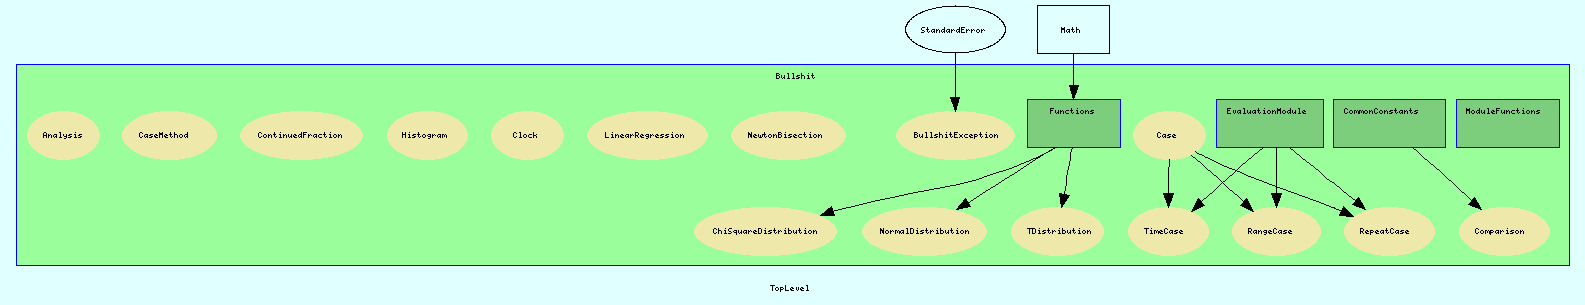 StandardError
Math
Bullshit
Functions
EvaluationModule
CommonConstants
ModuleFunctions
Analysis
CaseMethod
ContinuedFraction
Histogram
Clock
LinearRegression
NewtonBisection
BullshitException
Case
ChiSquareDistribution
NormalDistribution
TDistribution
TimeCase
RangeCase
RepeatCase
Comparison
TopLevel